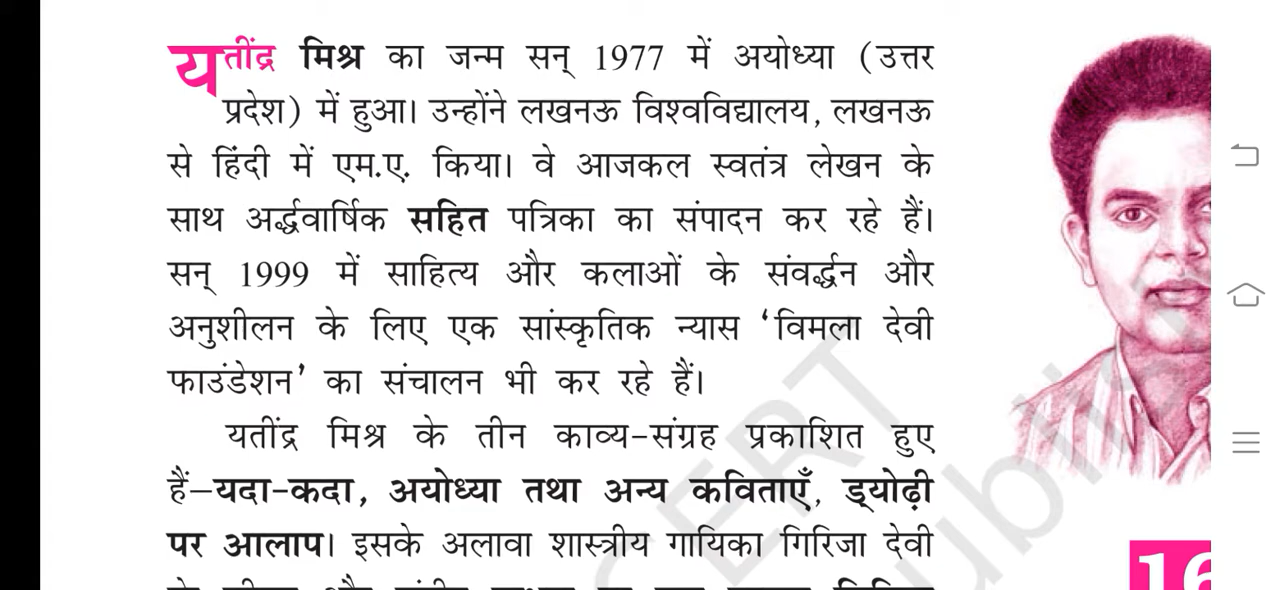 यतींद्र मिश्र का जन्म सन् 1977 में अयोध्या (उत्तर
प्रदेश) में हुआ। उन्होंने लखनऊ विश्वविद्यालय, लखनऊ
से हिंदी में एम.ए. किया। वे आजकल स्वतंत्र लेखन के
साथ अर्द्धवार्षिक सहित पत्रिका का संपादन कर रहे हैं।
सन् 1999 में साहित्य और कलाओं के संवर्द्धन और
अनुशीलन के लिए एक सांस्कृतिक न्यास ‘विमला देवी
फाउंडेशन’ का संचालन भी कर रहे हैं।
यतींद्र मिश्र के तीन काव्य-संग्रह प्रकाशित हुए
हैं–यदा-कदा, अयोध्या तथा अन्य कविताएँ, ड्योढ़ी
पर आलाप। इसके अलावा शास्त्रीय गायिका गिरिजा देवी
16